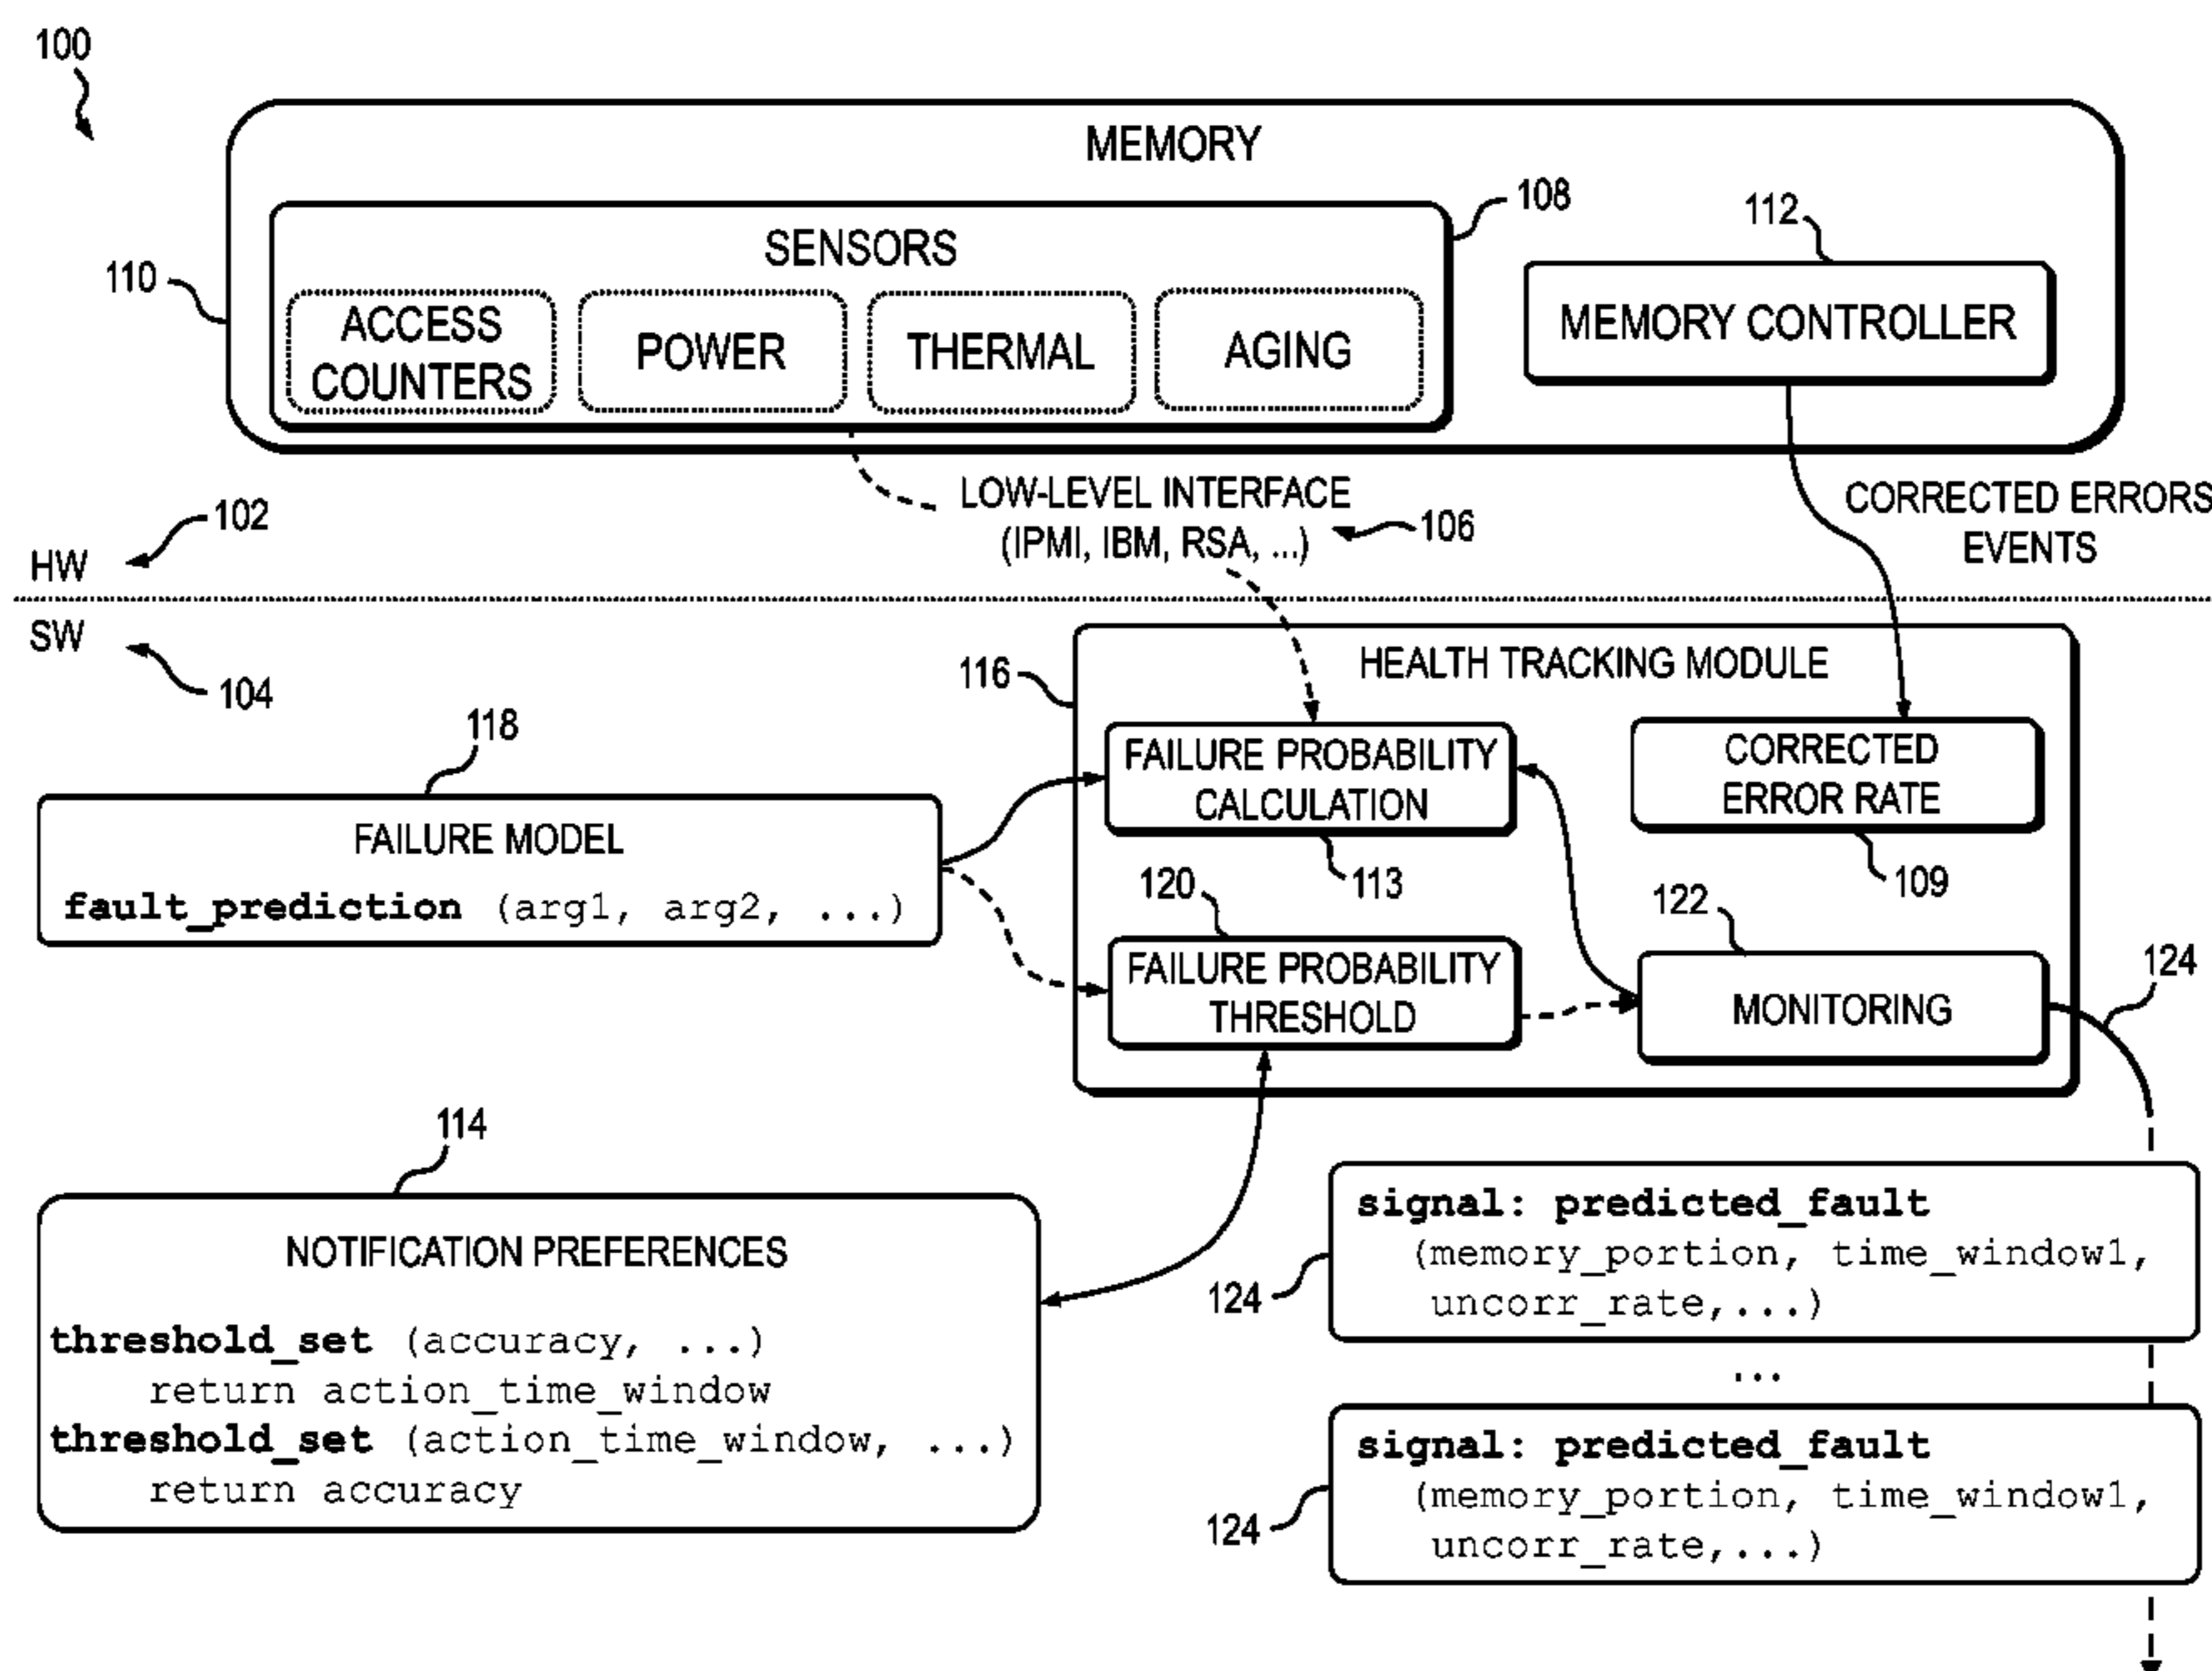 100
MEMORY
108
112
SENSORS
110
ACCESS
COUNTERS
POWER
THERMAL
AGING
MEMORY CONTROLLER
LOW-LEVEL INTERFACE
(IPMI, IBM, RSA, ...)
106
CORRECTED ERRORS
EVENTS
102
HW
SW
104
116
HEALTH TRACKING MODULE
118
FAILURE PROBABILITY
CALCULATION
CORRECTED
ERROR RATE
FAILURE MODEL
fault_prediction (arg1, arg2, ...)
113
109
120
122
124
FAILURE PROBABILITY
THRESHOLD
MONITORING
114
NOTIFICATION PREFERENCES
threshold_set (accuracy, ...)
return action_time_window
threshold_set (action_time_window, ...)
return accuracy
signal: predicted_fault
(memory_portion, time_window1,
uncorr_rate,...)
124
...
signal: predicted_fault
(memory_portion, time_window1,
uncorr_rate,...)
124